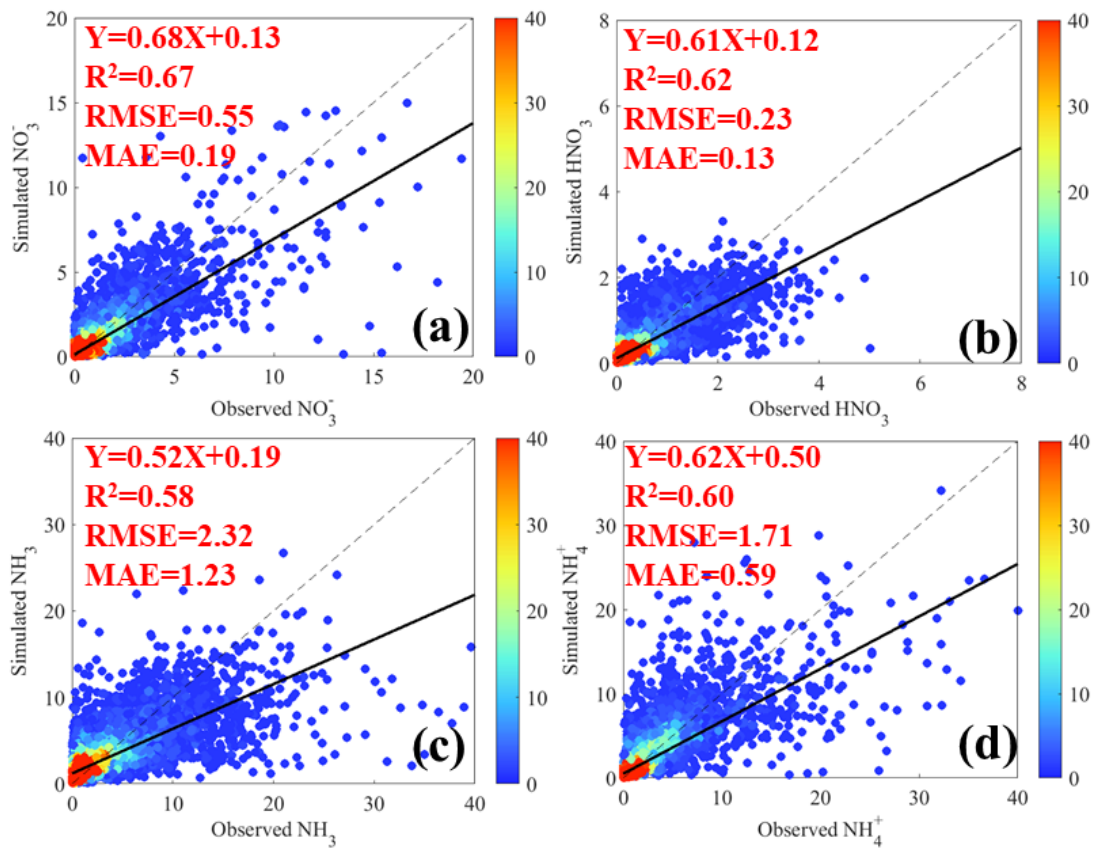 Y=0.68X+0.13
R²=0.67
RMSE=0.55
MAE=0.19
(a)
20
15
10
5
0
0
5
10
15
20
Simulated NO₃⁻
Observed NO₃⁻
40
30
20
10
0
Y=0.61X+0.12
R²=0.62
RMSE=0.23
MAE=0.13
(b)
8
6
4
2
0
0
2
4
6
8
Simulated HNO₃
Observed HNO₃
40
30
20
10
0
Y=0.52X+0.19
R²=0.58
RMSE=2.32
MAE=1.23
(c)
40
30
20
10
0
0
10
20
30
40
Simulated NH₃
Observed NH₃
40
30
20
10
0
Y=0.62X+0.50
R²=0.60
RMSE=1.71
MAE=0.59
(d)
40
30
20
10
0
0
10
20
30
40
Simulated NH₄⁺
Observed NH₄⁺
40
30
20
10
0